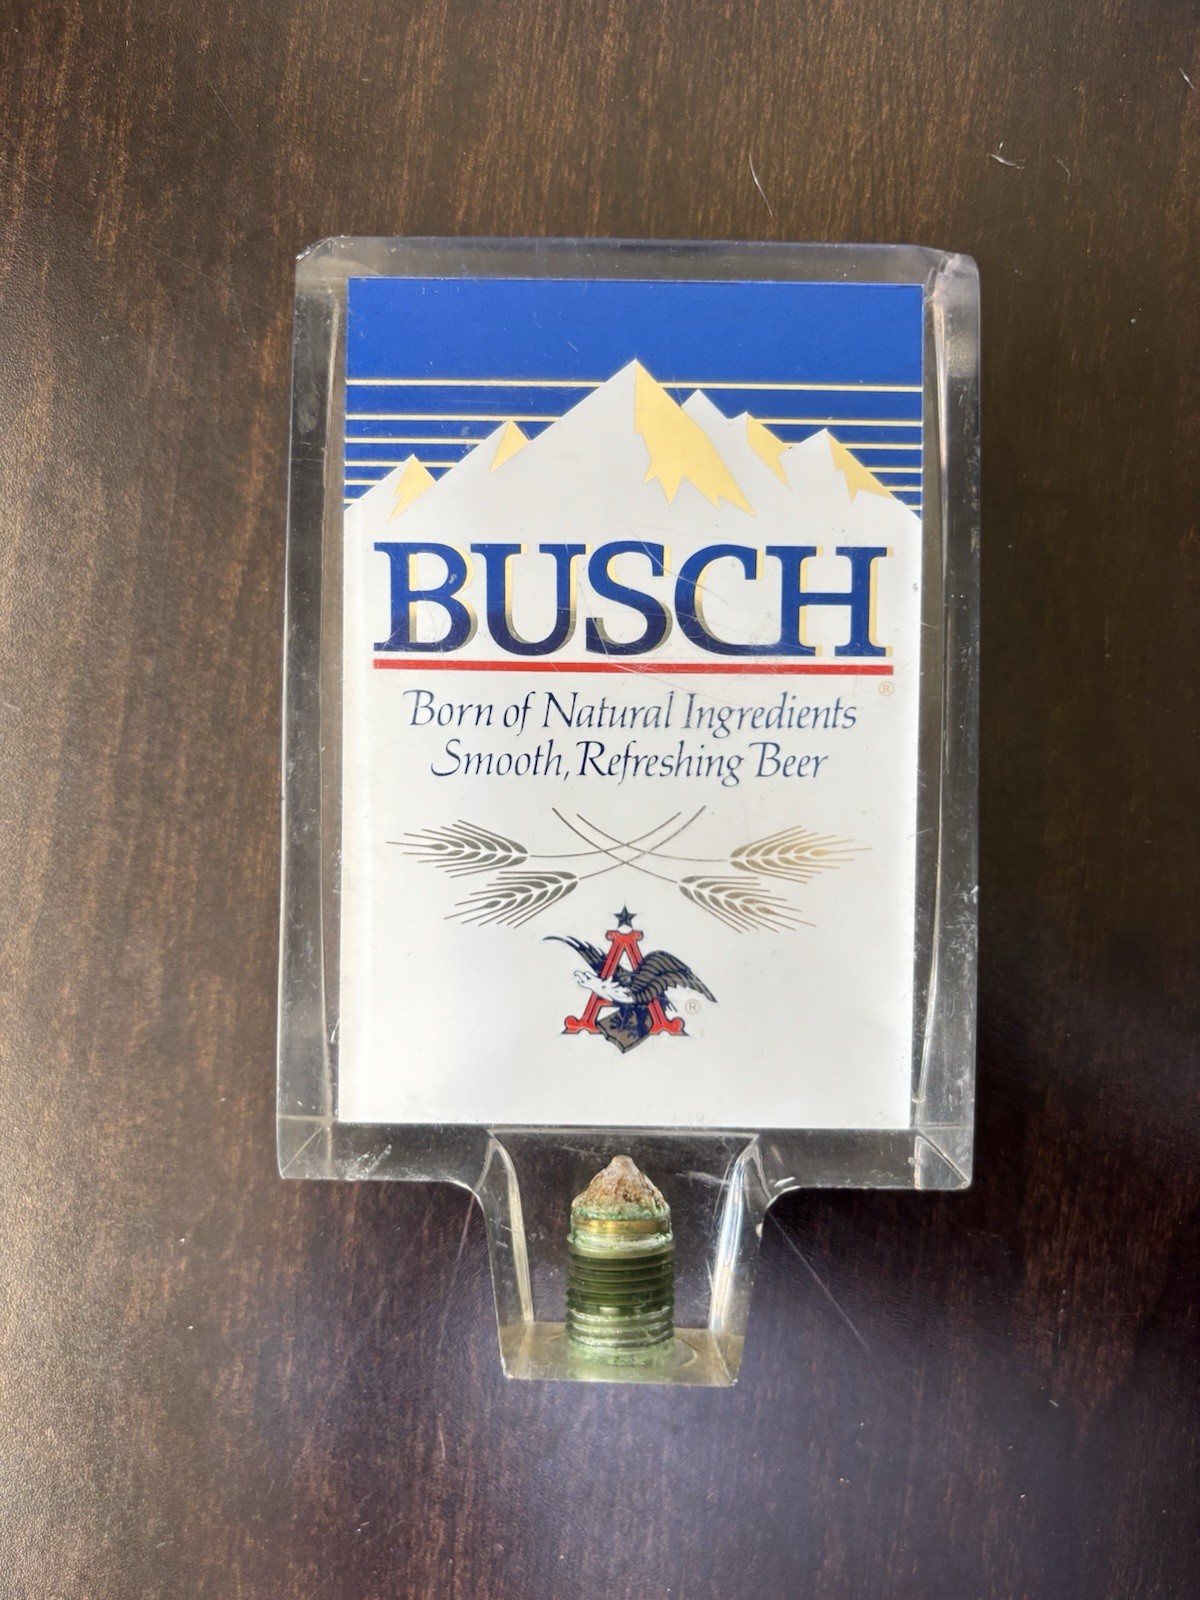 BUSCH
®
Born of Natural Ingredients
Smooth, Refreshing Beer
A
®